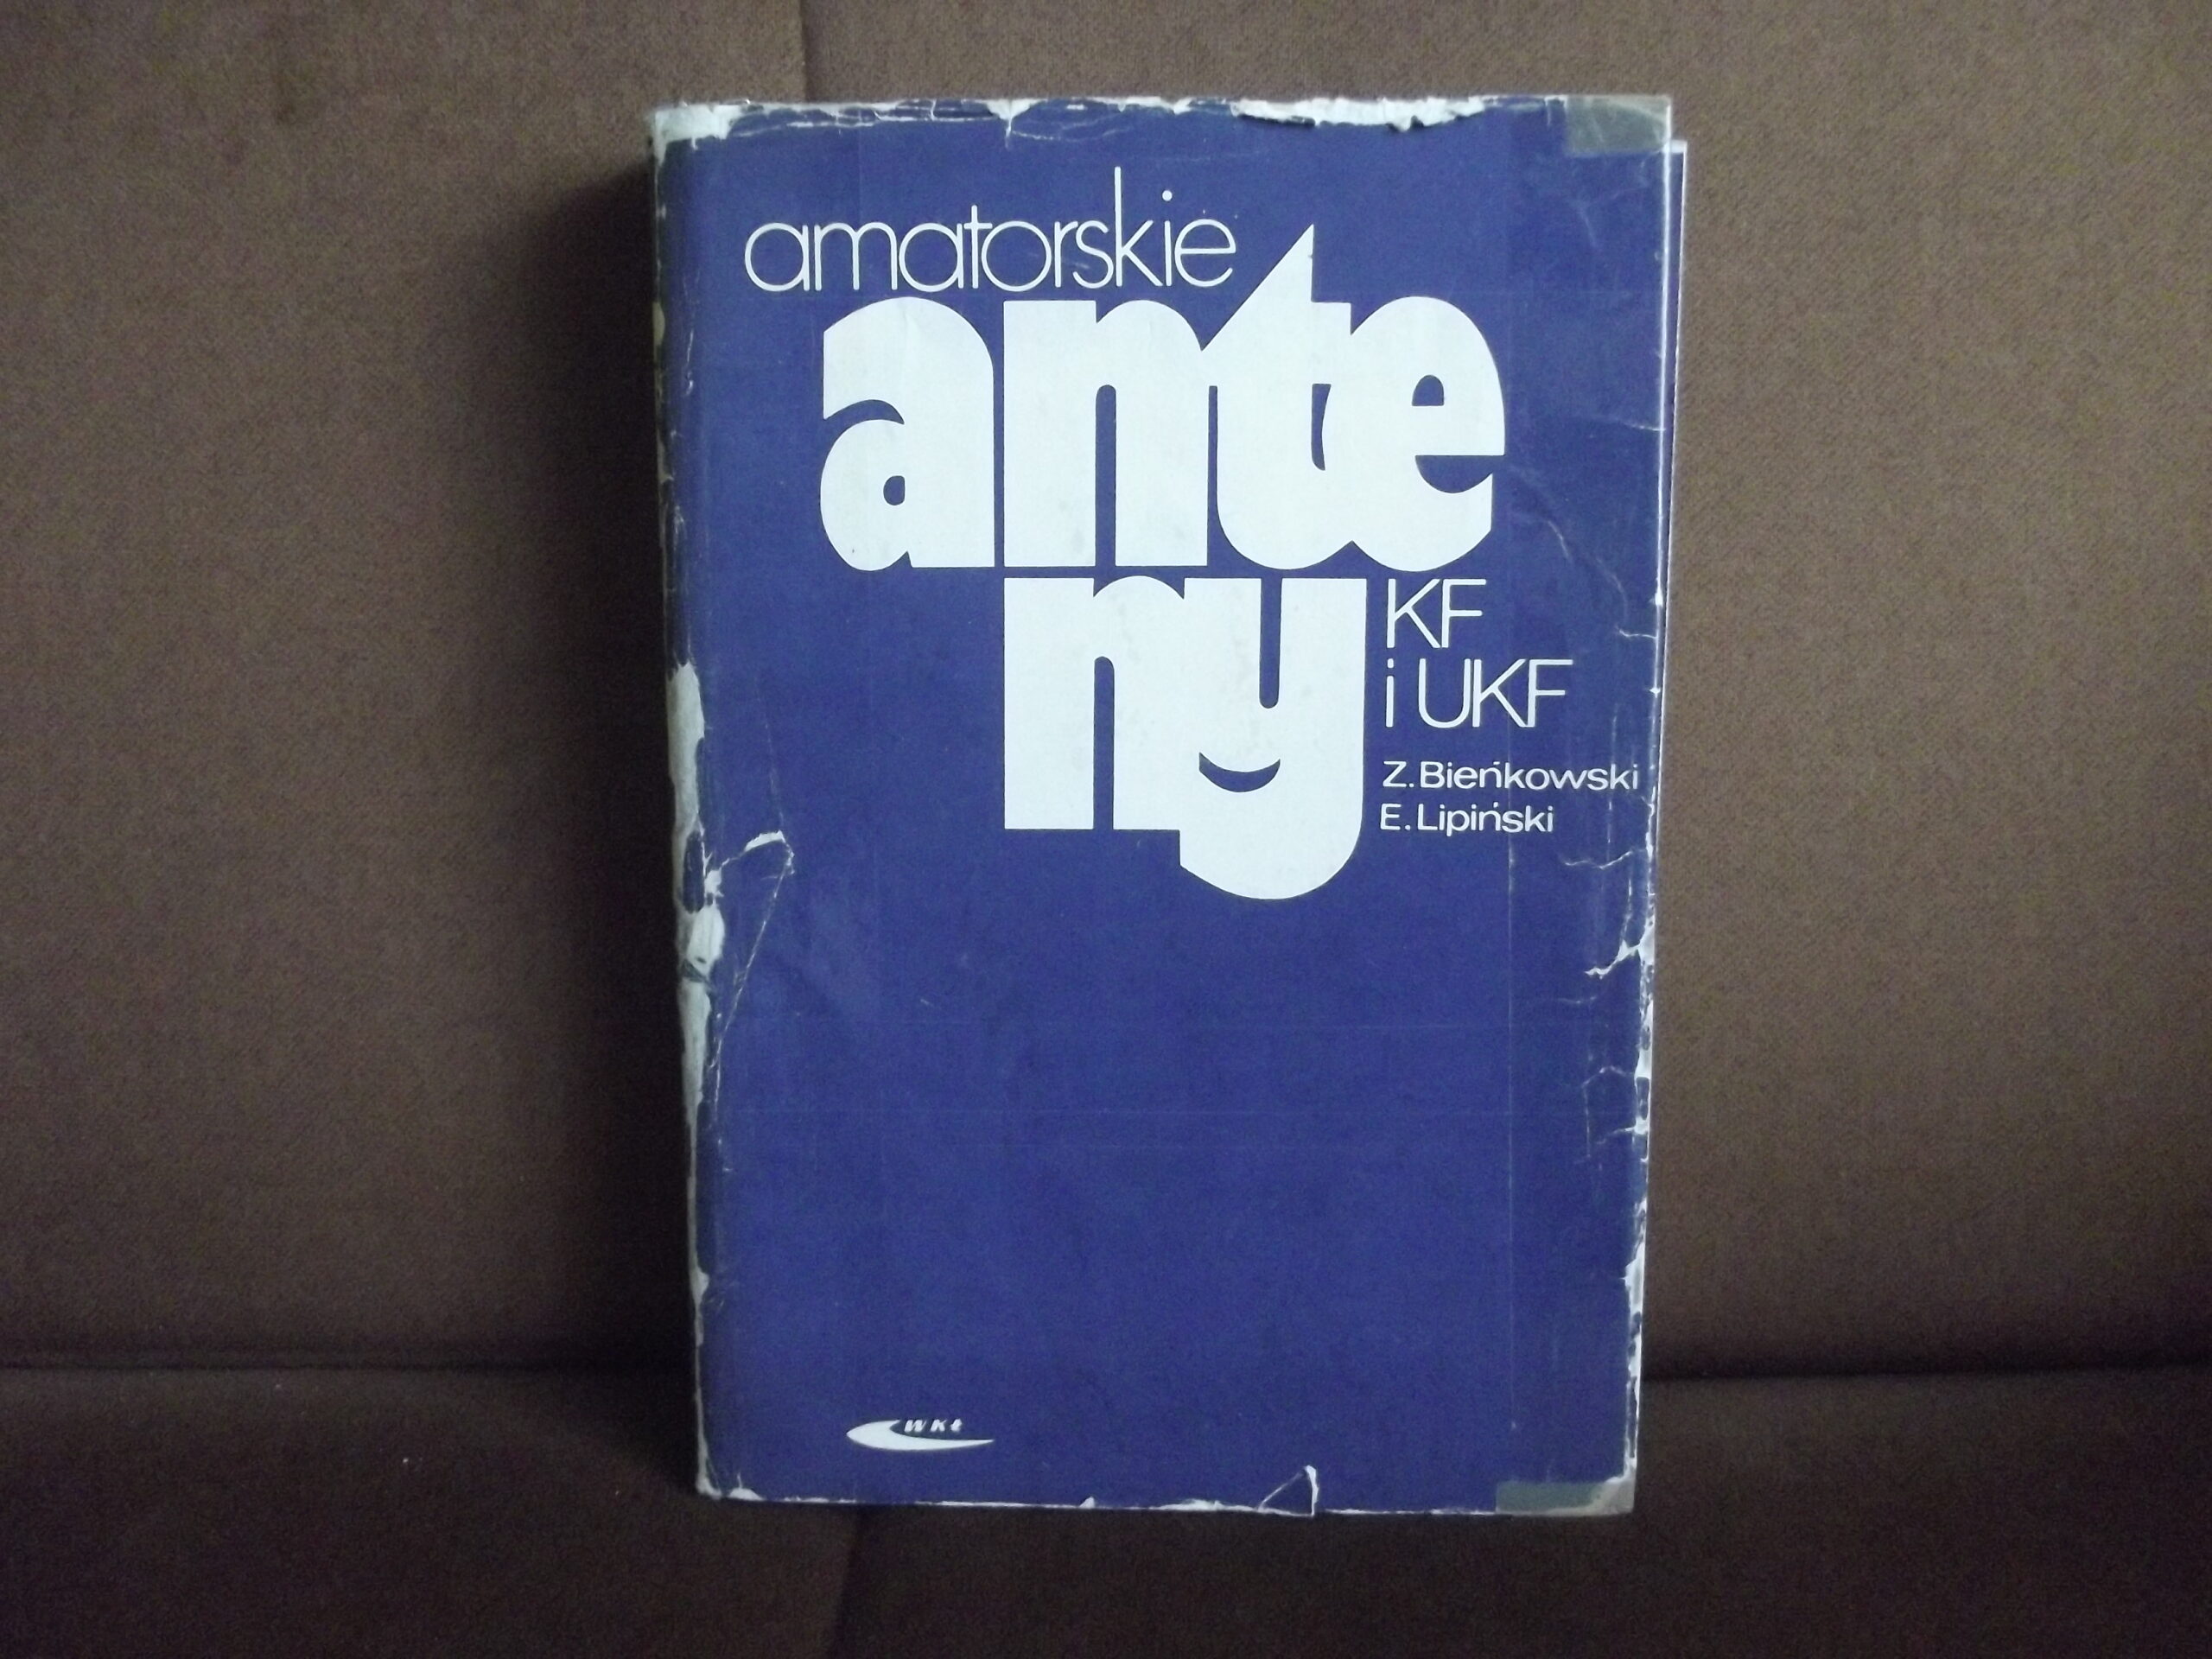 amatorskie
ante
ny
KF
i UKF
Z. Bieńkowski
E. Lipiński
WKŁ